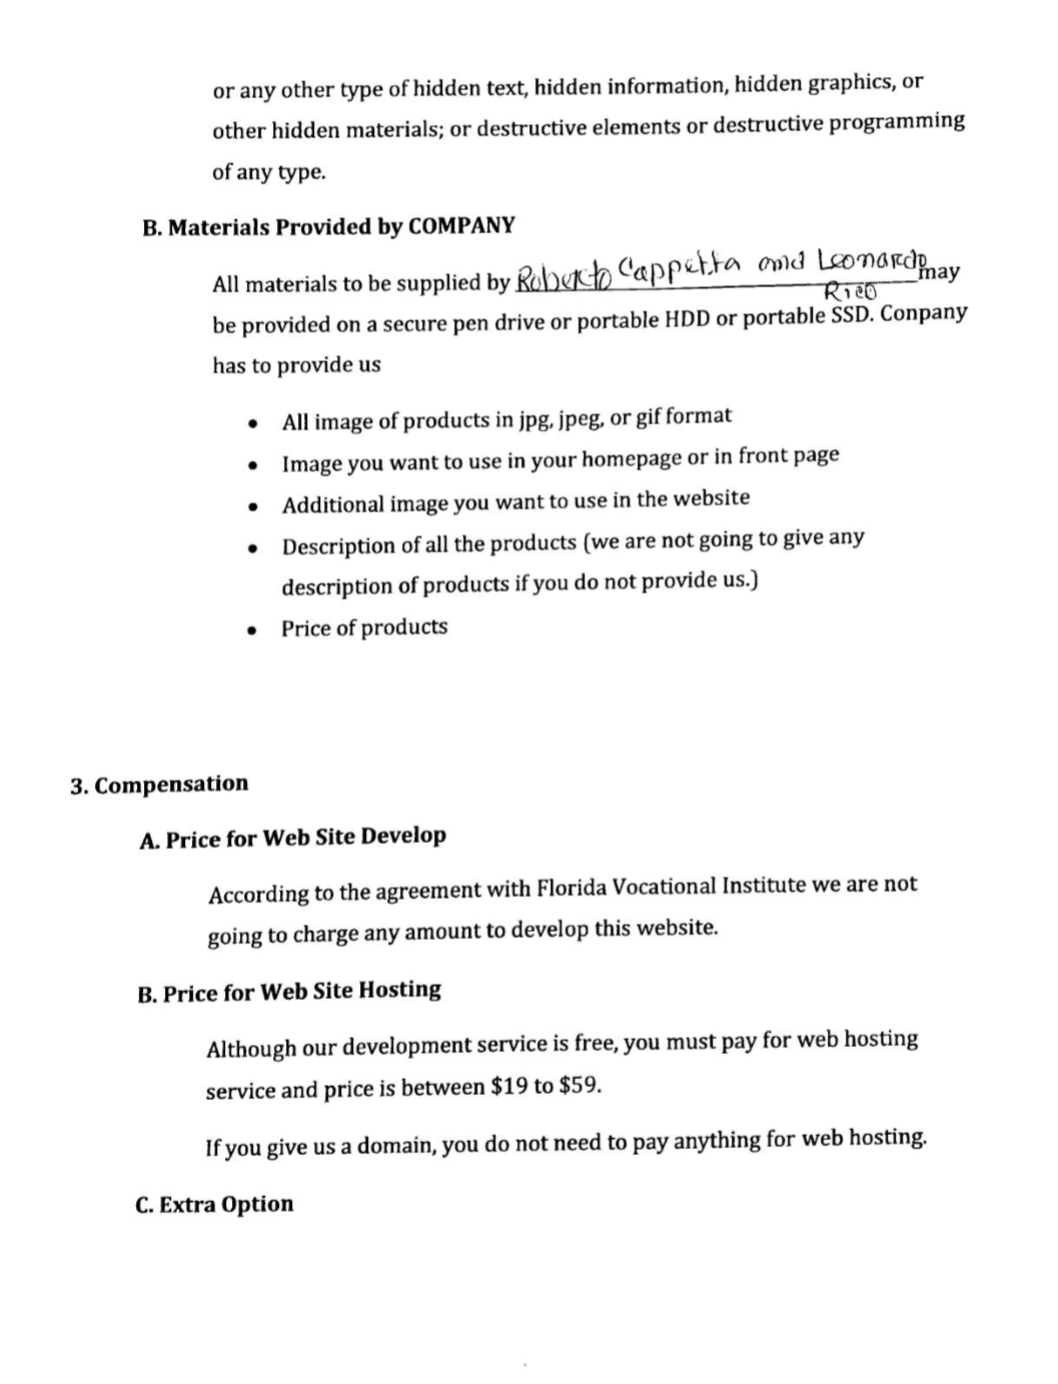 or any other type of hidden text, hidden information, hidden graphics, or
other hidden materials; or destructive elements or destructive programming
of any type.
B. Materials Provided by COMPANY
All materials to be supplied by Roberto Cappetta and Leonardo Rico may
be provided on a secure pen drive or portable HDD or portable SSD. Conpany
has to provide us
• All image of products in jpg, jpeg, or gif format
• Image you want to use in your homepage or in front page
• Additional image you want to use in the website
• Description of all the products (we are not going to give any
description of products if you do not provide us.)
• Price of products
3. Compensation
A. Price for Web Site Develop
According to the agreement with Florida Vocational Institute we are not
going to charge any amount to develop this website.
B. Price for Web Site Hosting
Although our development service is free, you must pay for web hosting
service and price is between $19 to $59.
If you give us a domain, you do not need to pay anything for web hosting.
C. Extra Option